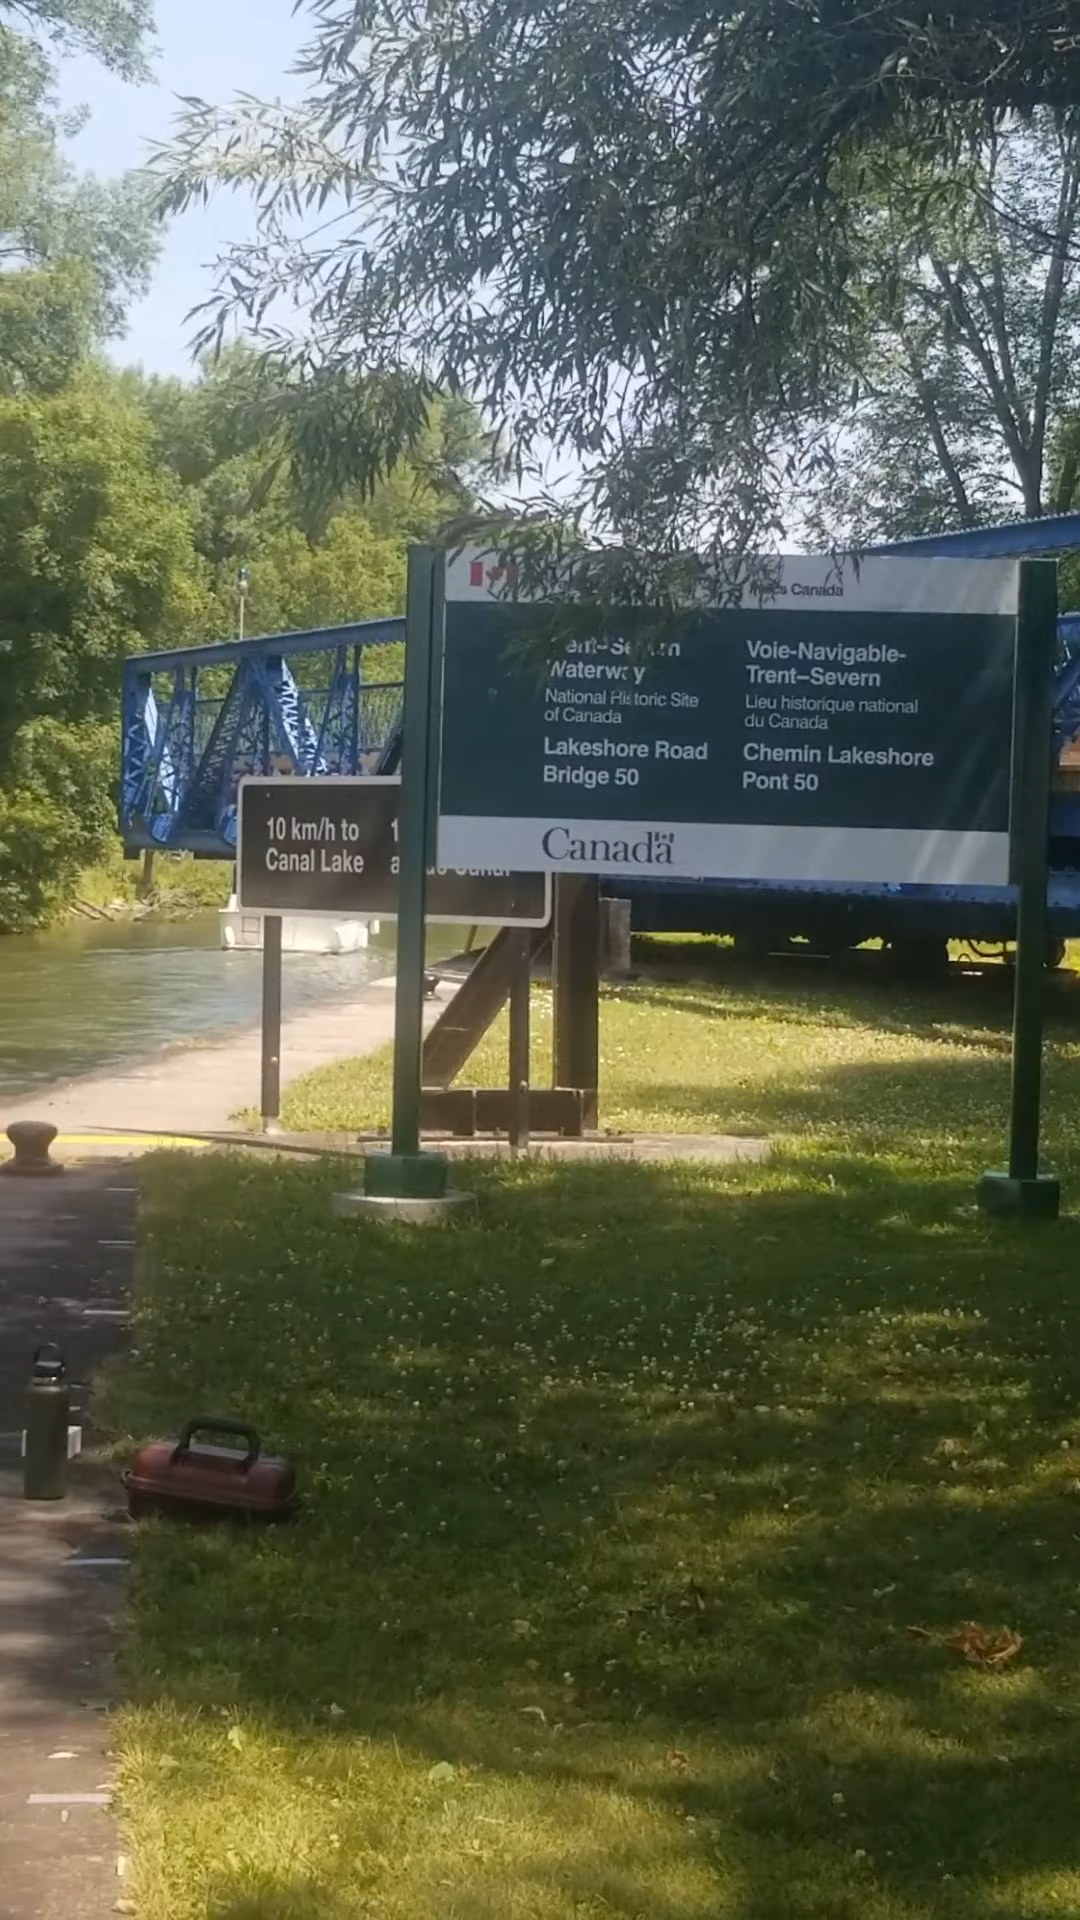 Canada
Waterway
National Historic Site
of Canada
Lakeshore Road
Bridge 50
Voie-Navigable-
Trent–Severn
Lieu historique national
du Canada
Chemin Lakeshore
Pont 50
Canada
10 km/h to
Canal Lake